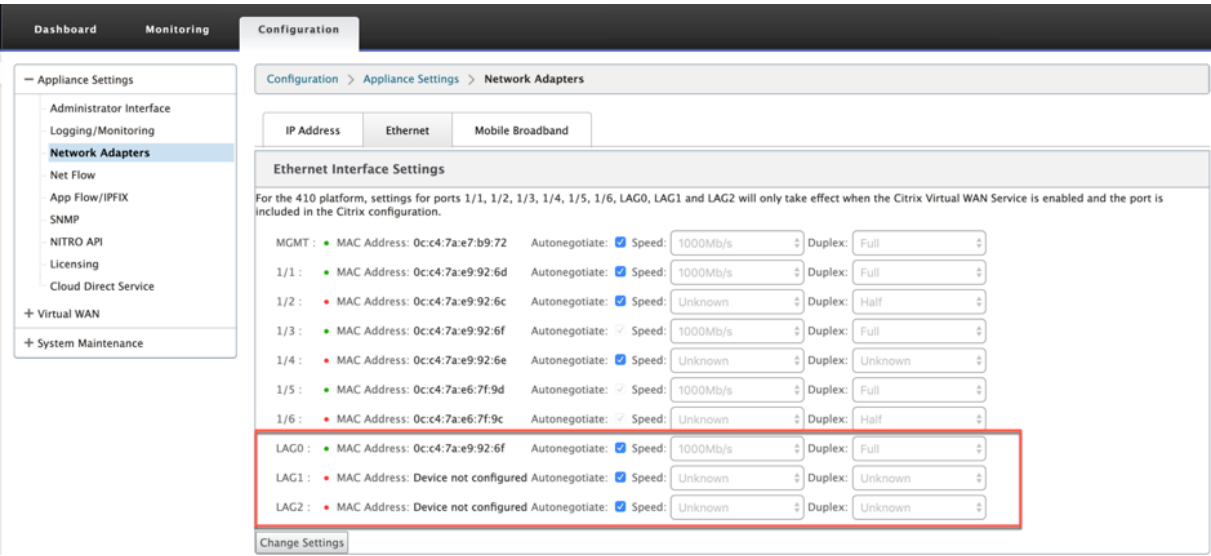 Dashboard Monitoring Configuration
Appliance Settings
Administrator Interface
Logging/Monitoring
Network Adapters
Net Flow
App Flow/IPFIX
SNMP
NITRO API
Licensing
Cloud Direct Service
+ Virtual WAN
+ System Maintenance
Configuration > Appliance Settings > Network Adapters
IP Address Ethernet Mobile Broadband
Ethernet Interface Settings
For the 410 platform, settings for ports 1/1, 1/2, 1/3, 1/4, 1/5, 1/6, LAG0, LAG1 and LAG2 will only take effect when the Citrix Virtual WAN Service is enabled and the port is
included in the Citrix configuration.
MGMT : MAC Address: 0c:c4:7a:e7:b9:72 Autonegotiate: Speed: 1000Mb/s Duplex: Full
1/1 : MAC Address: 0c:c4:7a:e9:92:6d Autonegotiate: Speed: 1000Mb/s Duplex: Full
1/2 : MAC Address: 0c:c4:7a:e9:92:6c Autonegotiate: Speed: Unknown Duplex: Half
1/3 : MAC Address: 0c:c4:7a:e9:92:6f Autonegotiate: Speed: 1000Mb/s Duplex: Full
1/4 : MAC Address: 0c:c4:7a:e9:92:6e Autonegotiate: Speed: Unknown Duplex: Unknown
1/5 : MAC Address: 0c:c4:7a:e6:7f:9d Autonegotiate: Speed: 1000Mb/s Duplex: Full
1/6 : MAC Address: 0c:c4:7a:e6:7f:9c Autonegotiate: Speed: Unknown Duplex: Half
LAG0 : MAC Address: 0c:c4:7a:e9:92:6f Autonegotiate: Speed: 1000Mb/s Duplex: Full
LAG1 : MAC Address: Device not configured Autonegotiate: Speed: Unknown Duplex: Unknown
LAG2 : MAC Address: Device not configured Autonegotiate: Speed: Unknown Duplex: Unknown
Change Settings